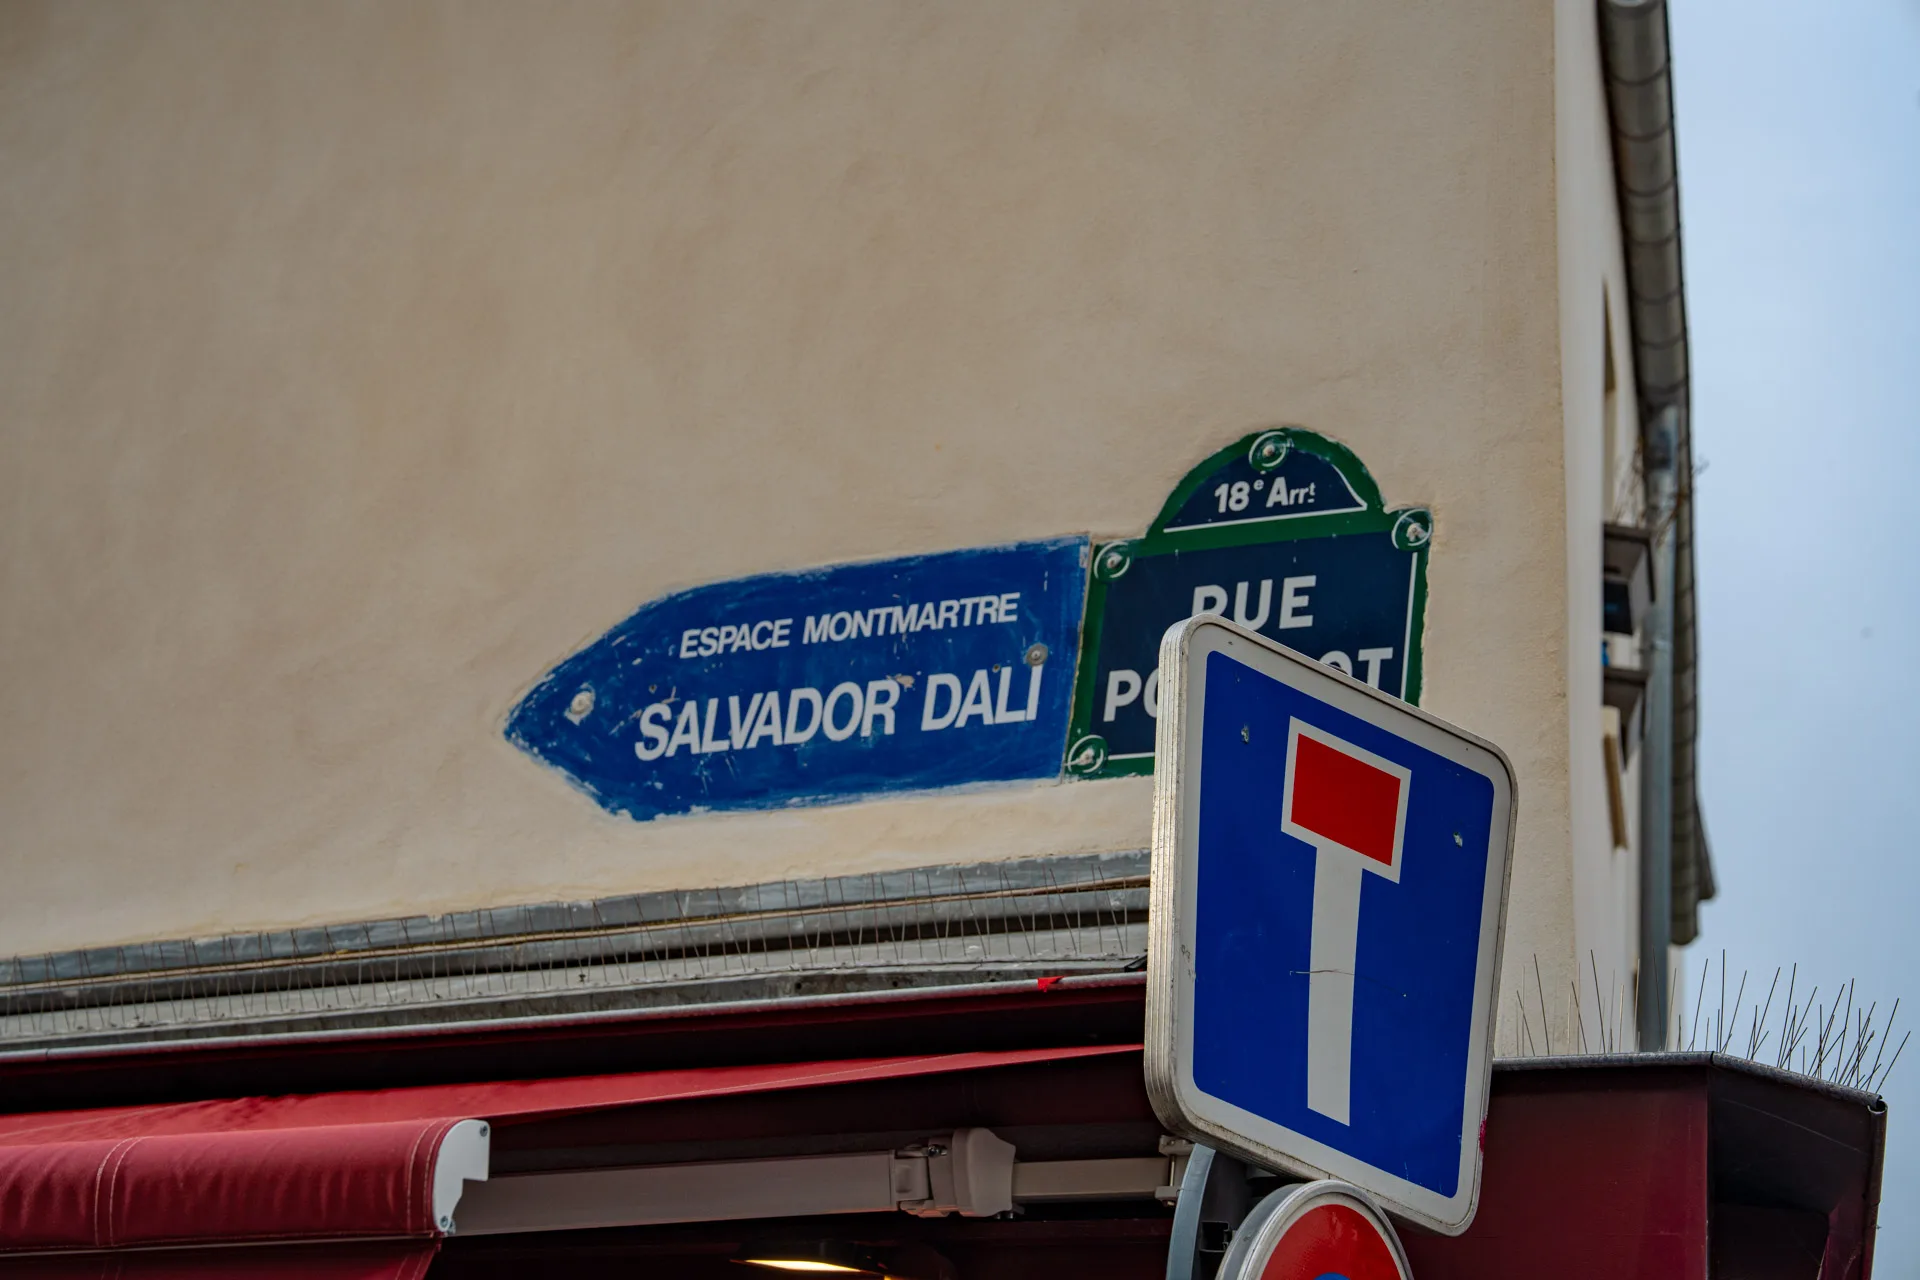 ESPACE MONTMARTRE
SALVADOR DALI
18e Arrt
RUE